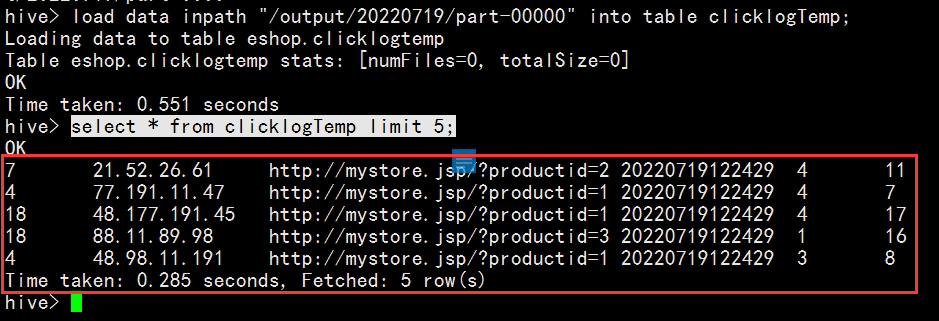 hive> load data inpath "/output/20220719/part-00000" into table clicklogTemp;
Loading data to table eshop.clicklogtemp
Table eshop.clicklogtemp stats: [numFiles=0, totalSize=0]
OK
Time taken: 0.551 seconds
hive> select * from clicklogTemp limit 5;
OK
7 21.52.26.61 http://mystore.jsp/?productid=2 20220719122429 4 11
4 77.191.11.47 http://mystore.jsp/?productid=1 20220719122429 4 7
18 48.177.191.45 http://mystore.jsp/?productid=1 20220719122429 4 17
18 88.11.89.98 http://mystore.jsp/?productid=3 20220719122429 1 16
4 48.98.11.191 http://mystore.jsp/?productid=1 20220719122429 3 8
Time taken: 0.285 seconds, Fetched: 5 row(s)
hive>